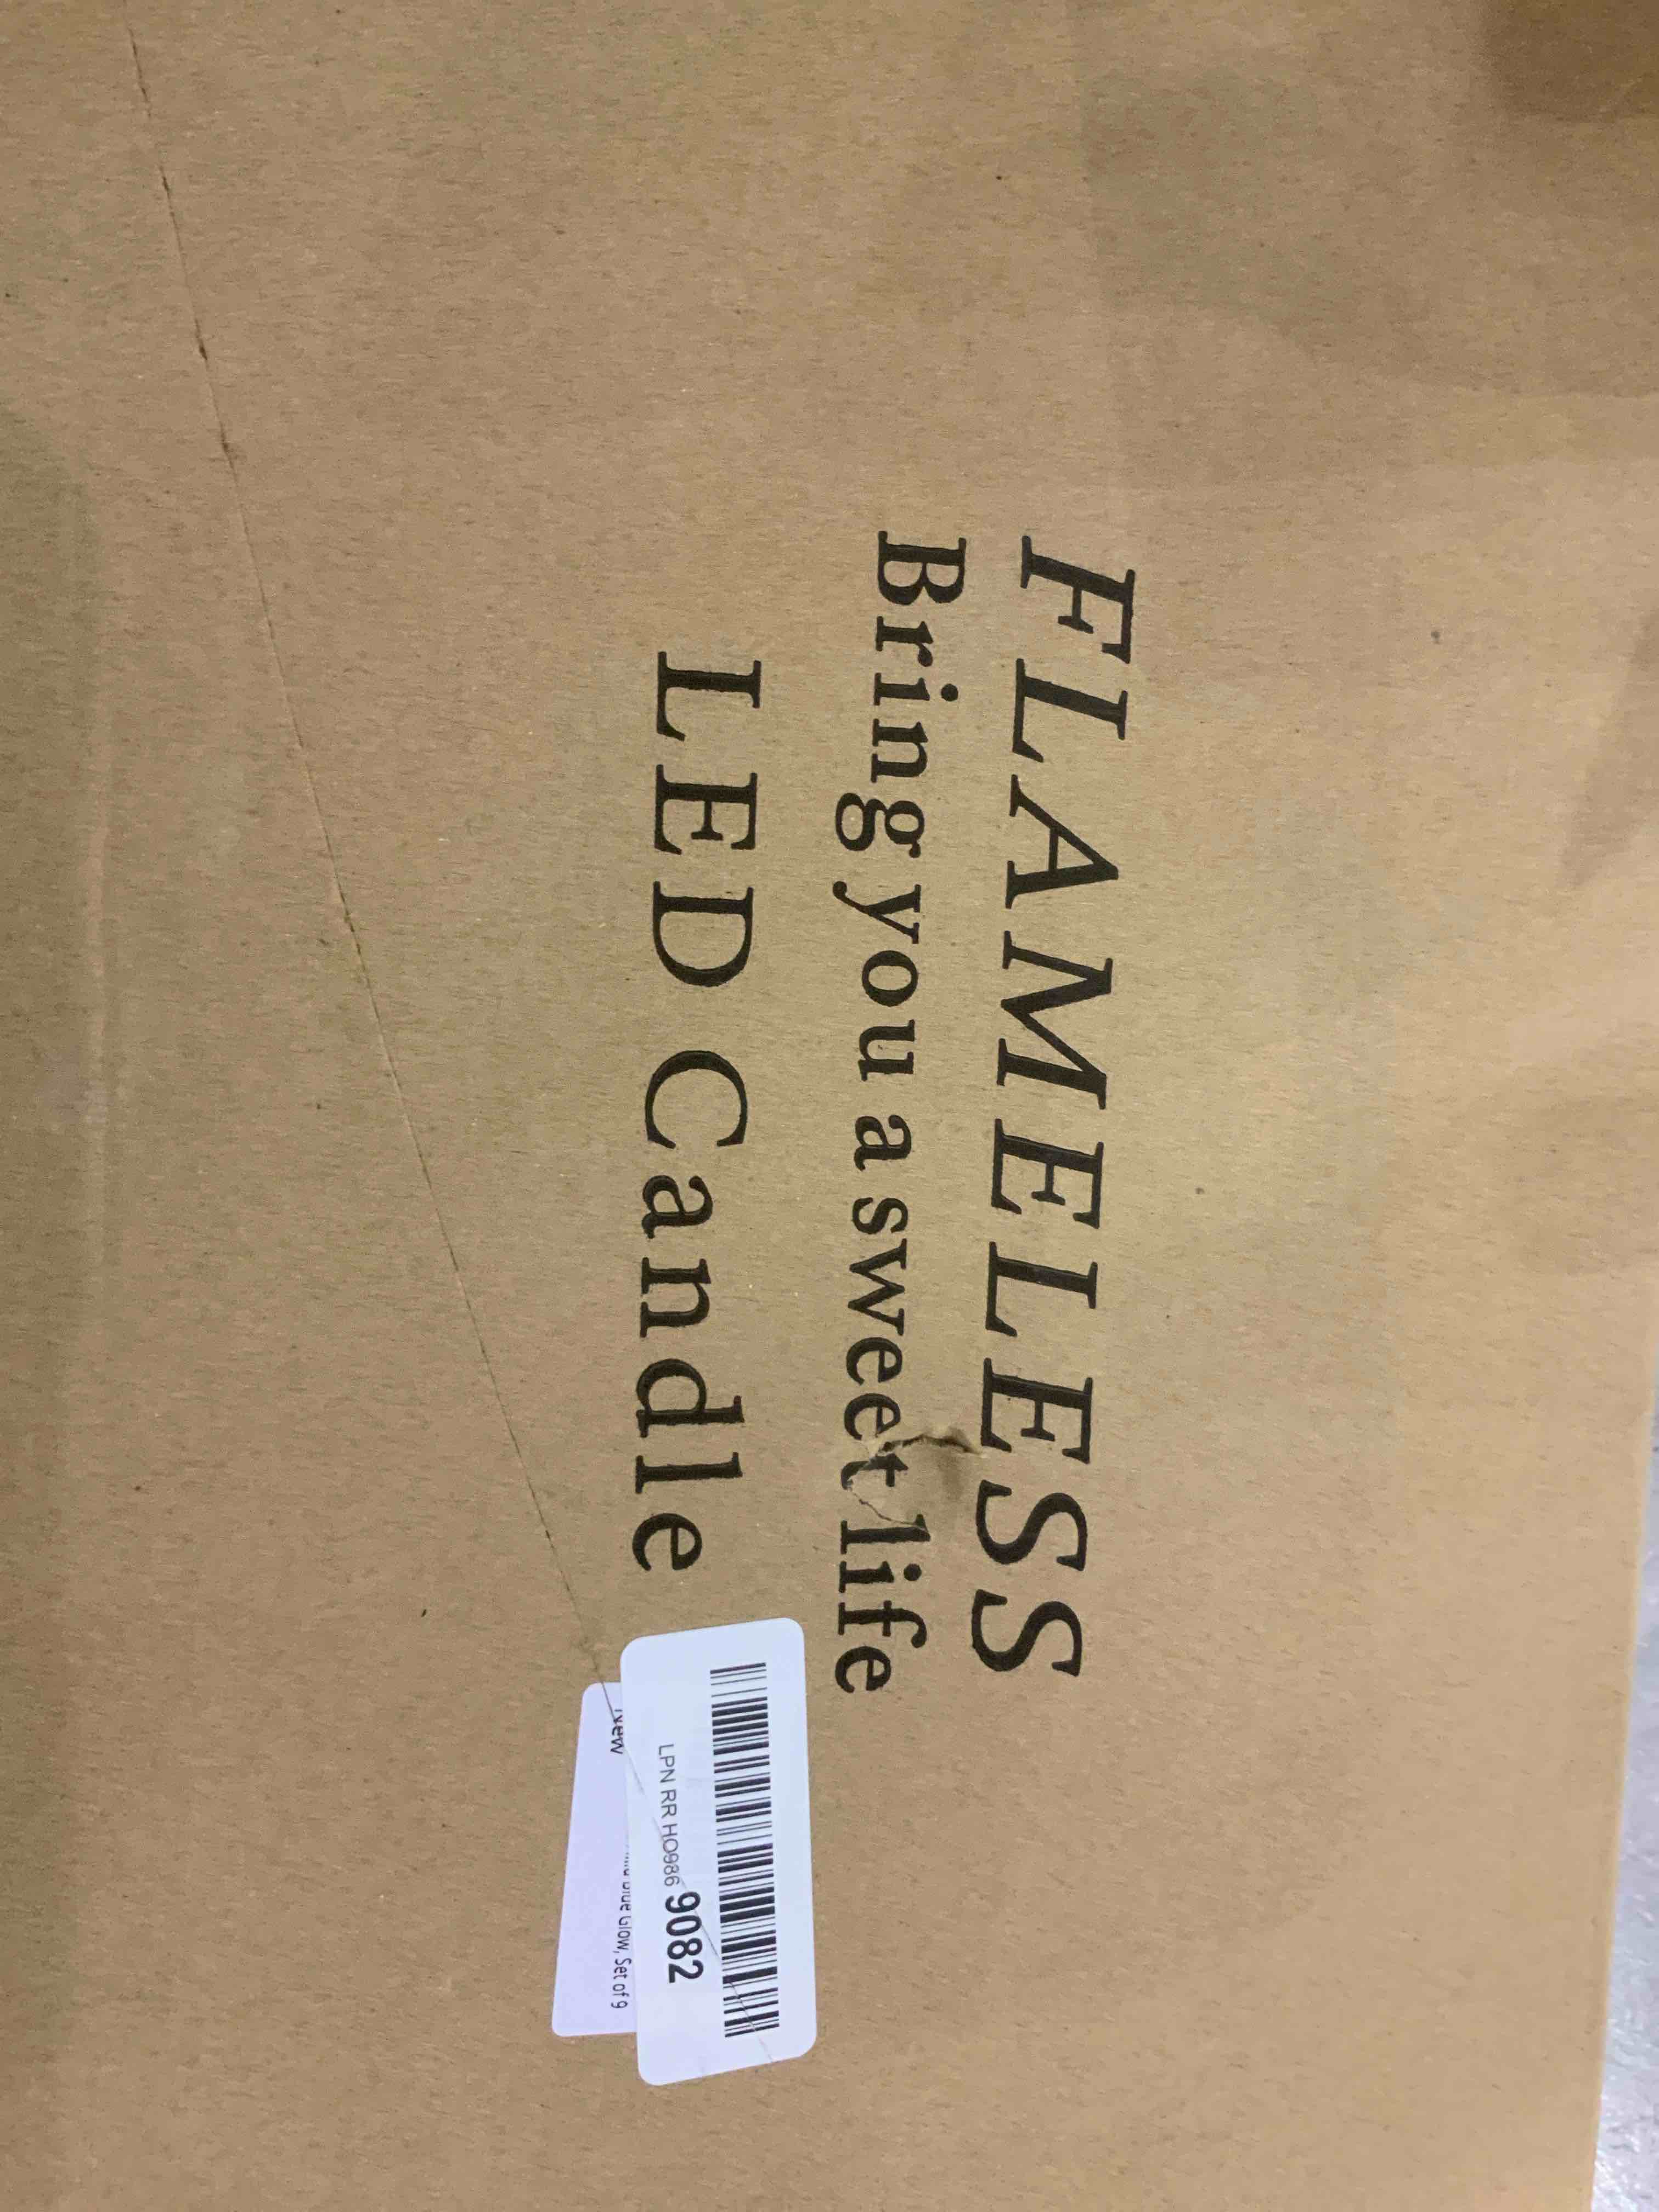 FLAMELESS
Bring you a sweet life
LED Candle
LPN RR HO986 9082
Blue Glow, Set of 9
New